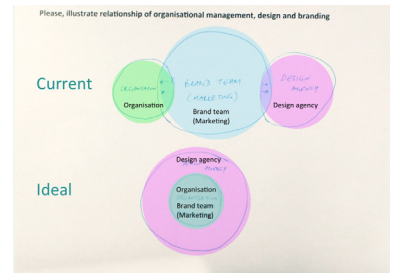 Please, illustrate relationship of organisational management, design and branding
Current
ORGANISATION
Organisation
BRAND TEAM
(MARKETING)
Brand team
(Marketing)
DESIGN
AGENCY
Design agency
Ideal
Design agency
AGENCY
Organisation
Brand team
(Marketing)